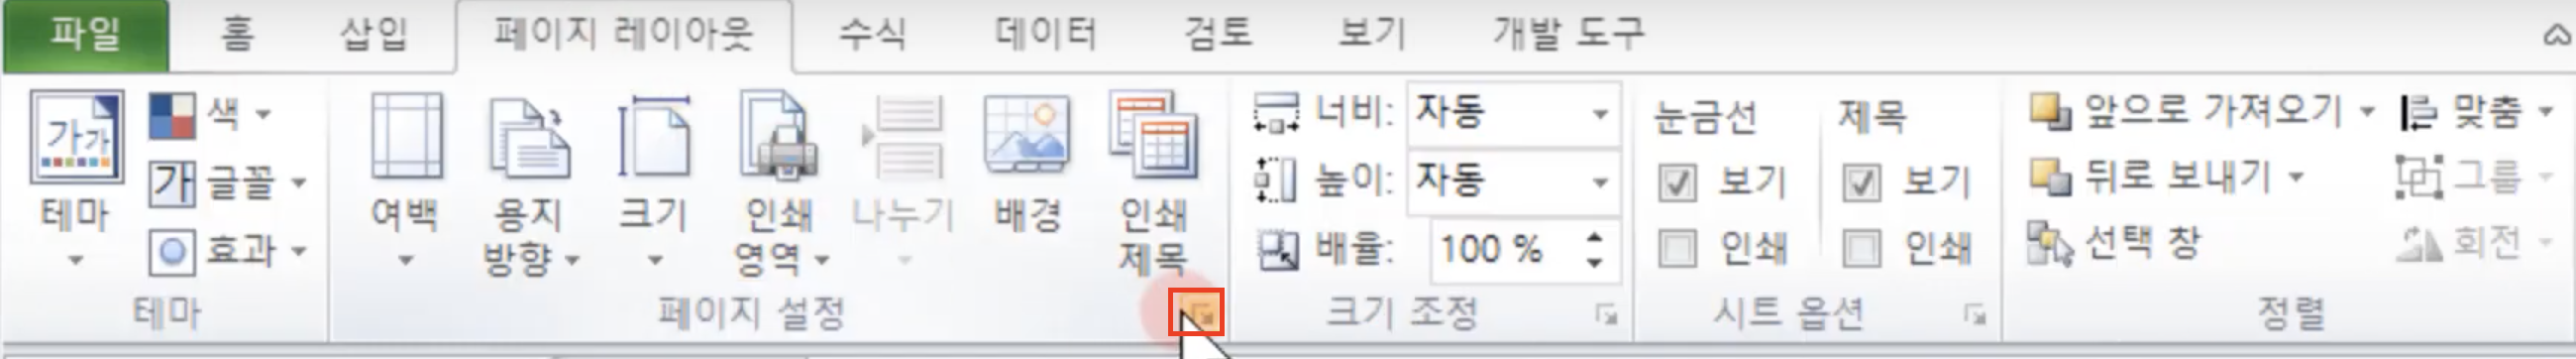 파일 홈 삽입 페이지 레이아웃 수식 데이터 검토 보기 개발 도구
가가
테마
색
가 글꼴
효과
테마
여백
용지
방향
크기
인쇄
영역
나누기
배경
인쇄
제목
페이지 설정
너비: 자동
높이: 자동
배율: 100 %
크기 조정
눈금선
보기
인쇄
제목
보기
인쇄
시트 옵션
앞으로 가져오기
뒤로 보내기
선택 창
맞춤
그룹
회전
정렬